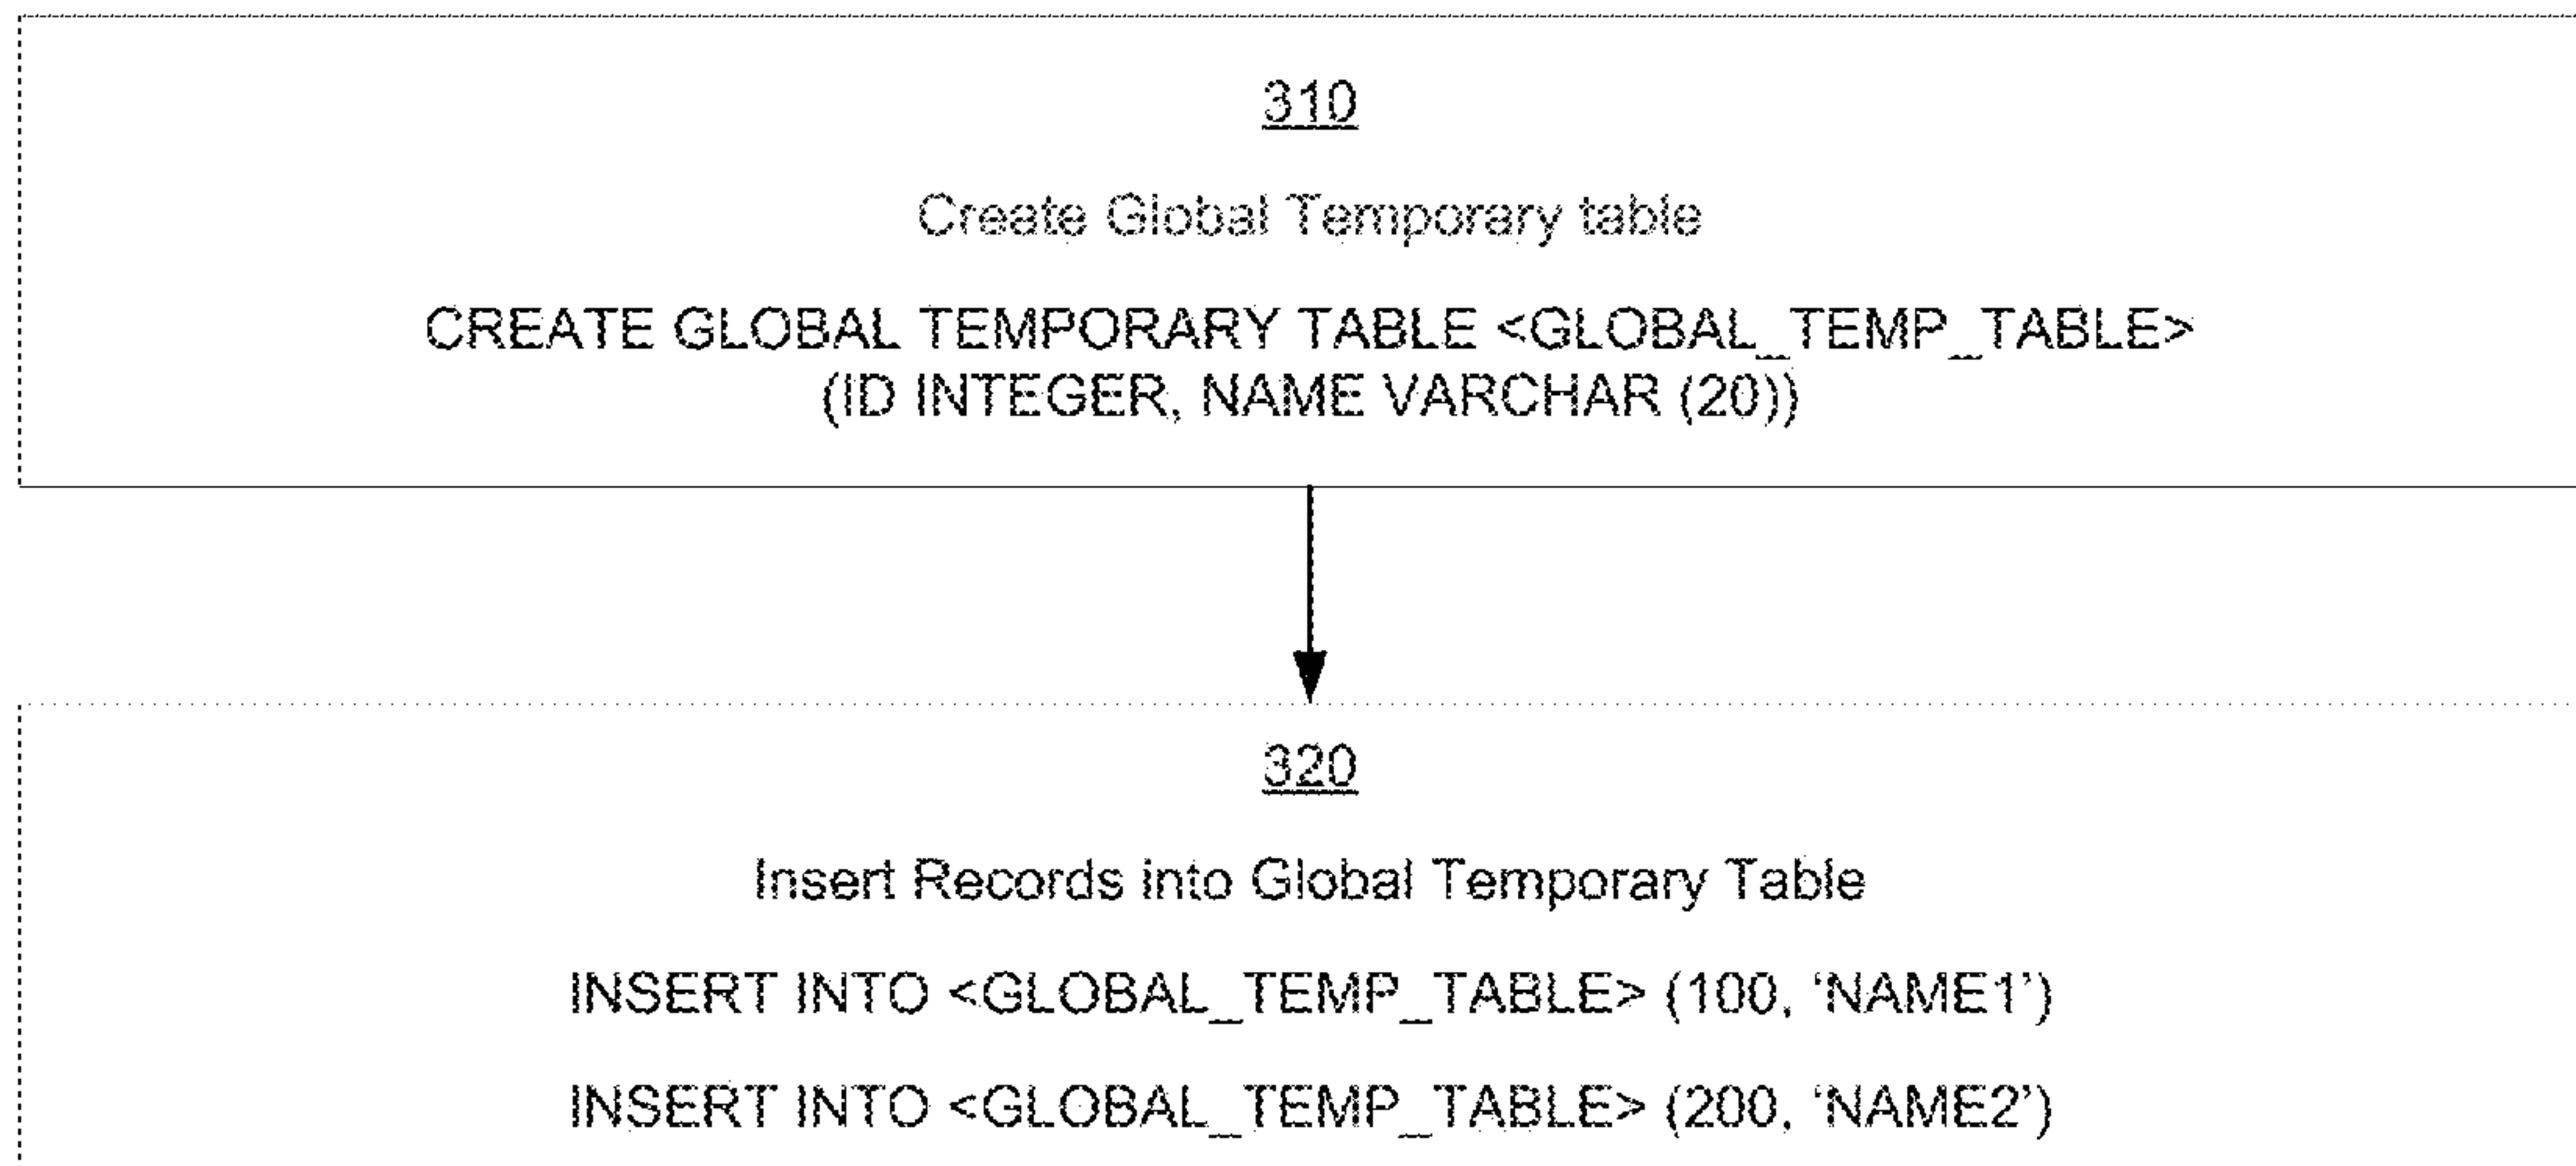 310
Create Global Temporary table
CREATE GLOBAL TEMPORARY TABLE <GLOBAL_TEMP_TABLE>
(ID INTEGER, NAME VARCHAR (20))
320
Insert Records into Global Temporary Table
INSERT INTO <GLOBAL_TEMP_TABLE> (100, ‘NAME1’)
INSERT INTO <GLOBAL_TEMP_TABLE> (200, ‘NAME2’)